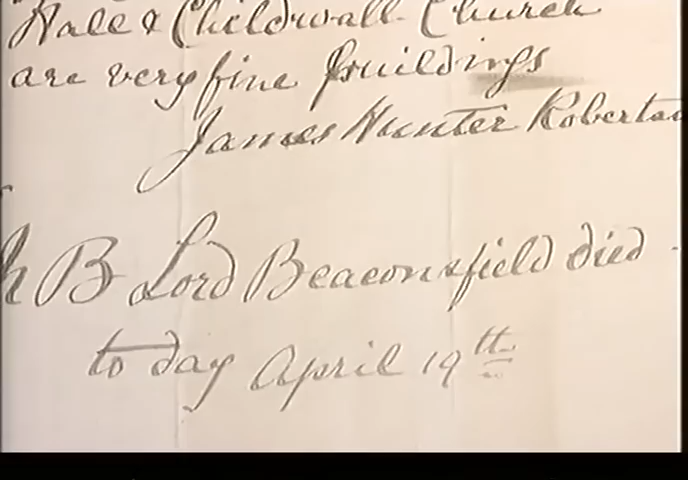 Hale & Childwall Church
are very fine buildings
James Hunter Robertson
B Lord Beaconsfield died
to day April 19th